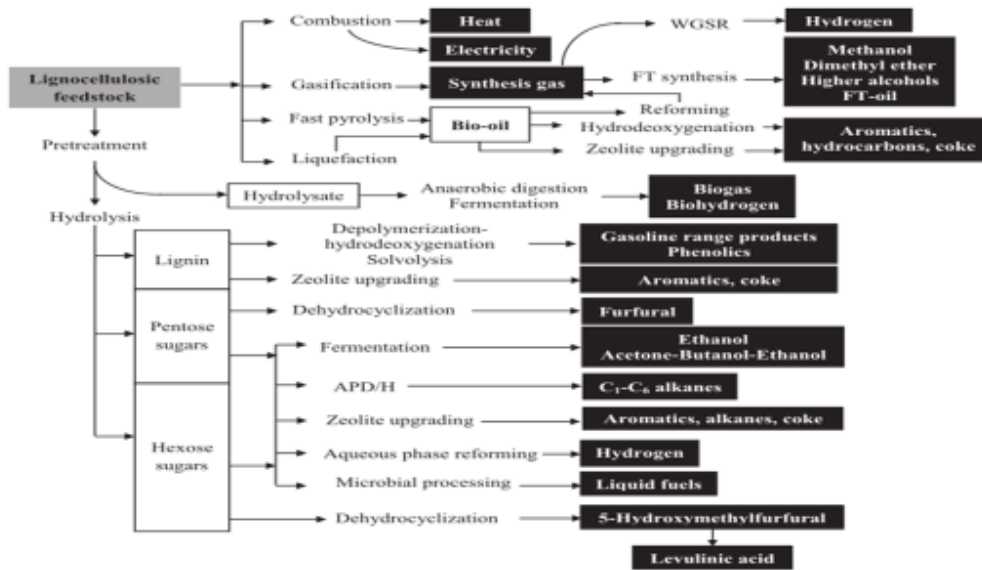 Combustion
Heat
WGSR
Hydrogen
Electricity
Lignocellulosic
feedstock
Gasification
Synthesis gas
FT synthesis
Methanol
Dimethyl ether
Higher alcohols
FT-oil
Fast pyrolysis
Bio-oil
Reforming
Hydrodeoxygenation
Aromatics,
hydrocarbons, coke
Pretreatment
Liquefaction
Zeolite upgrading
Hydrolysate
Anaerobic digestion
Fermentation
Biogas
Biohydrogen
Hydrolysis
Lignin
Depolymerization-
hydrodeoxygenation
Solvolysis
Gasoline range products
Phenolics
Zeolite upgrading
Aromatics, coke
Pentose
sugars
Dehydrocyclization
Furfural
Fermentation
Ethanol
Acetone-Butanol-Ethanol
APD/H
C₁-C₆ alkanes
Hexose
sugars
Zeolite upgrading
Aromatics, alkanes, coke
Aqueous phase reforming
Hydrogen
Microbial processing
Liquid fuels
Dehydrocyclization
5-Hydroxymethylfurfural
Levulinic acid